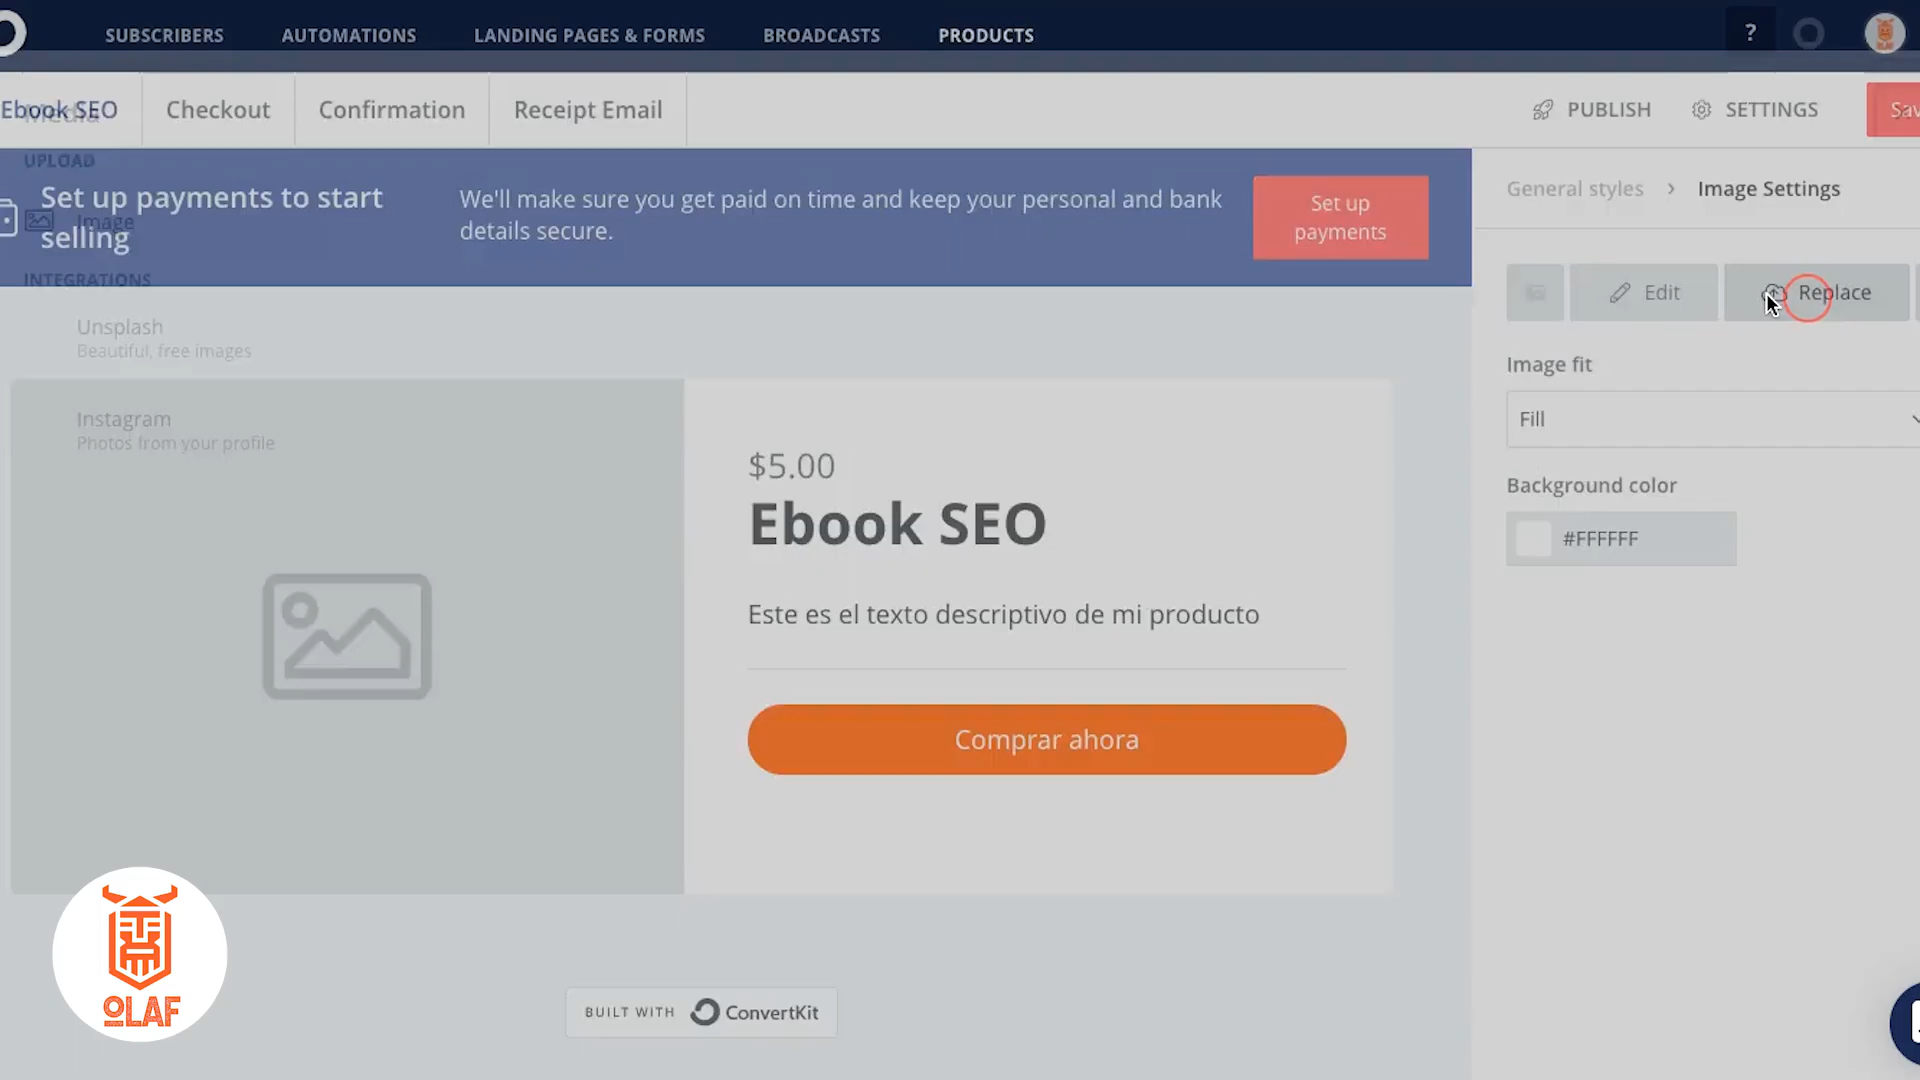 SUBSCRIBERS AUTOMATIONS LANDING PAGES & FORMS BROADCASTS PRODUCTS ?
OLAF
Ebook SEO Checkout Confirmation Receipt Email PUBLISH SETTINGS Sav
Media
UPLOAD
Image
INTEGRATIONS
Unsplash
Beautiful, free images
Instagram
Photos from your profile
Set up payments to start
selling
We'll make sure you get paid on time and keep your personal and bank
details secure.
Set up
payments
General styles > Image Settings
Edit Replace
Image fit
Fill
Background color
#FFFFFF
$5.00
Ebook SEO
Este es el texto descriptivo de mi producto
Comprar ahora
OLAF
BUILT WITH ConvertKit